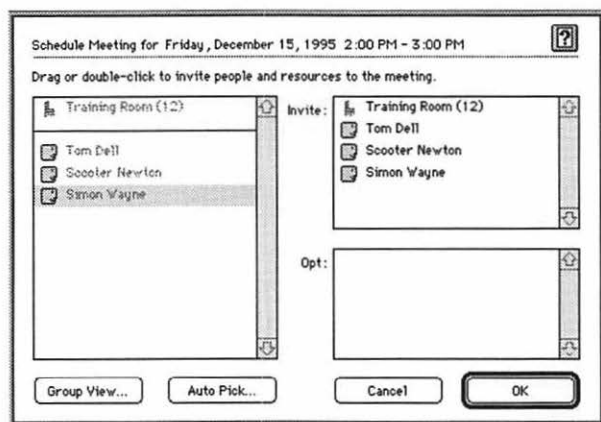 Schedule Meeting for Friday, December 15, 1995 2:00 PM – 3:00 PM
?
Drag or double-click to invite people and resources to the meeting.
Training Room (12)
Tom Dell
Scooter Newton
Simon Wayne
Invite:
Training Room (12)
Tom Dell
Scooter Newton
Simon Wayne
Opt:
Group View...
Auto Pick...
Cancel
OK